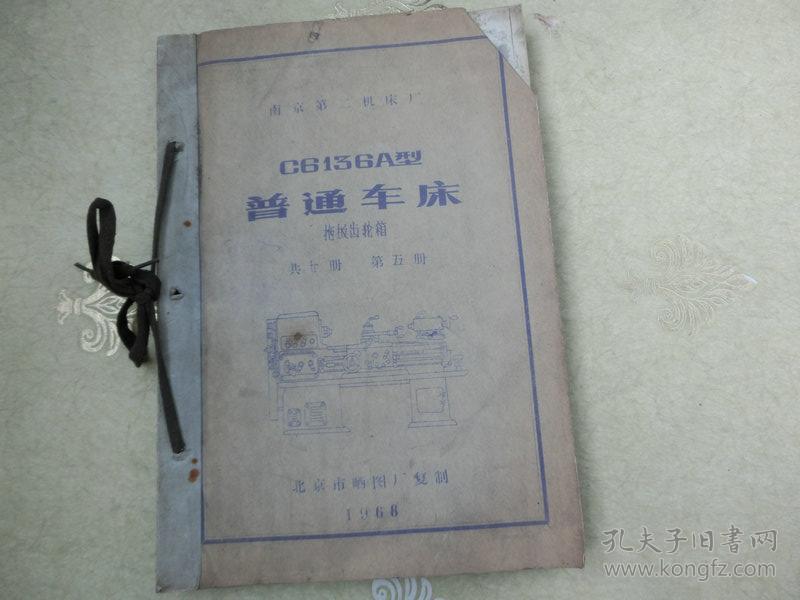 南京第二机床厂
C6136A型
普通车床
拖板齿轮箱
共廿册 第五册
北京市晒图厂复制
1968
孔夫子旧書网
www.kongfz.com